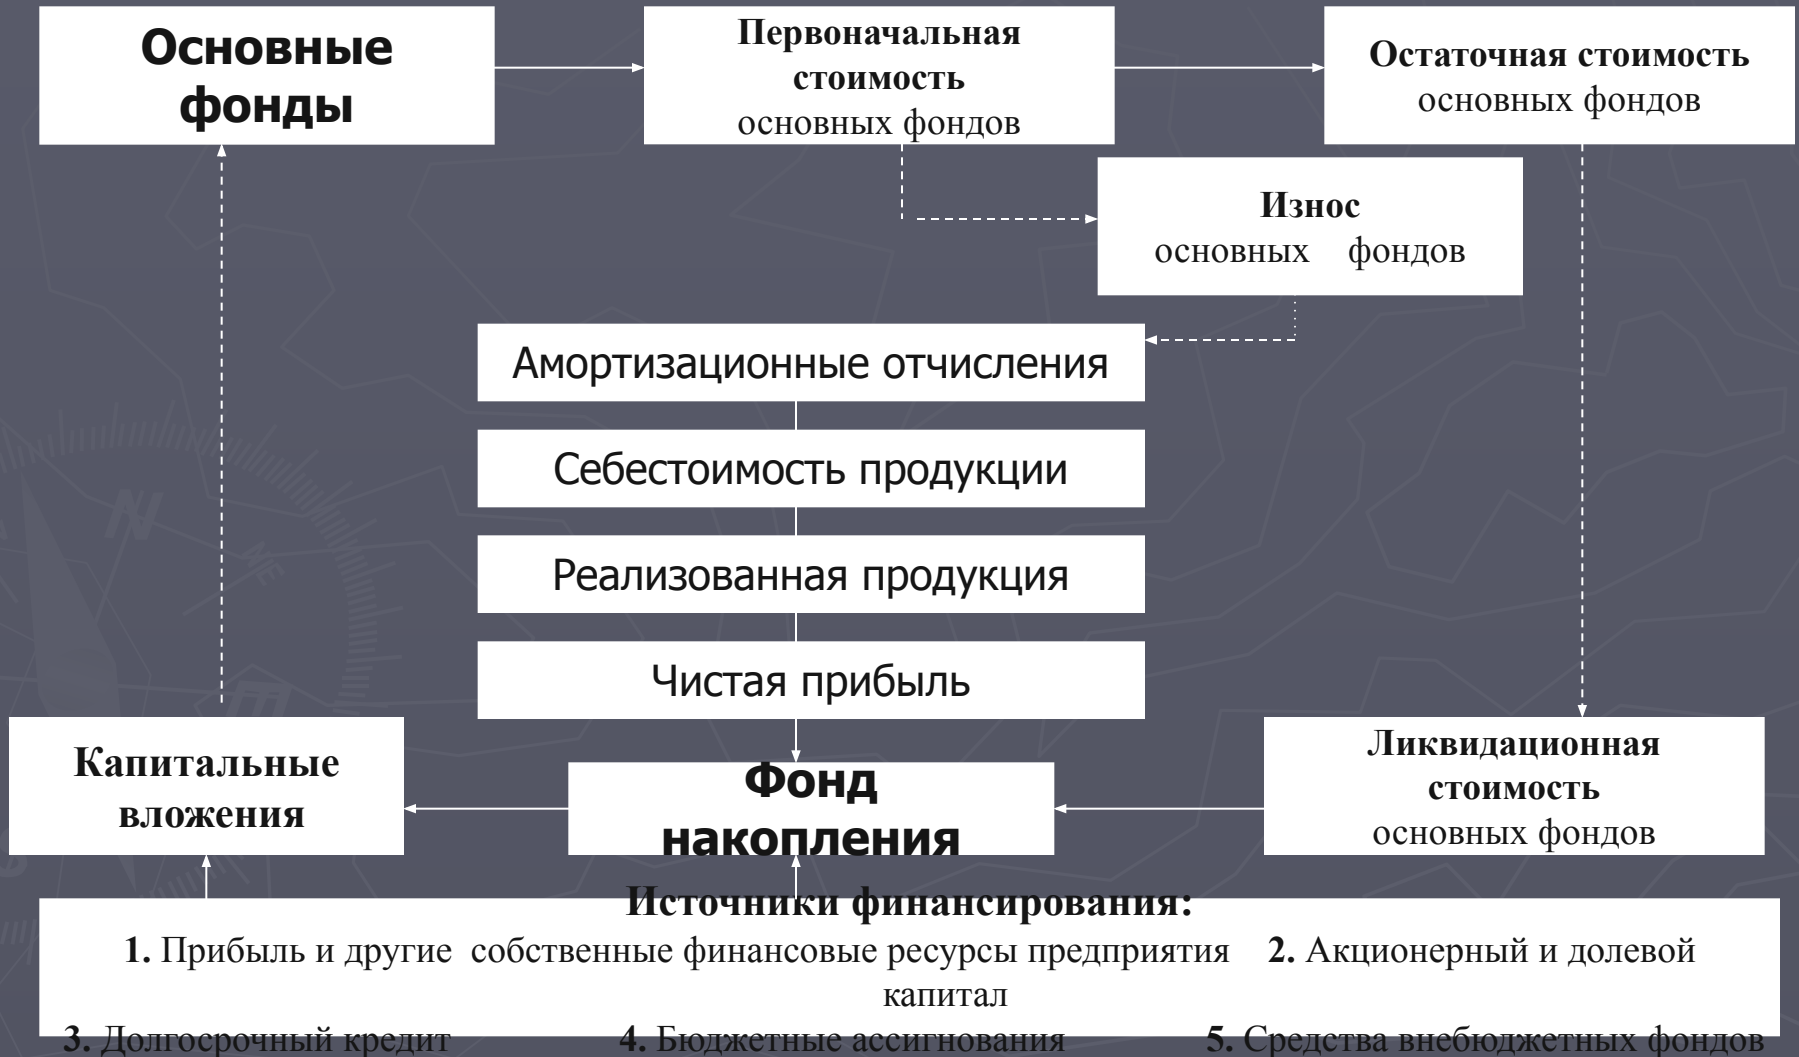 Основные
фонды
Первоначальная
стоимость
основных фондов
Остаточная стоимость
основных фондов
Износ
основных фондов
Амортизационные отчисления
Себестоимость продукции
Реализованная продукция
Чистая прибыль
Капитальные
вложения
Фонд
накопления
Ликвидационная
стоимость
основных фондов
Источники финансирования:
1. Прибыль и другие собственные финансовые ресурсы предприятия 2. Акционерный и долевой
капитал
3. Долгосрочный кредит 4. Бюджетные ассигнования 5. Средства внебюджетных фондов
N
NE
E
S